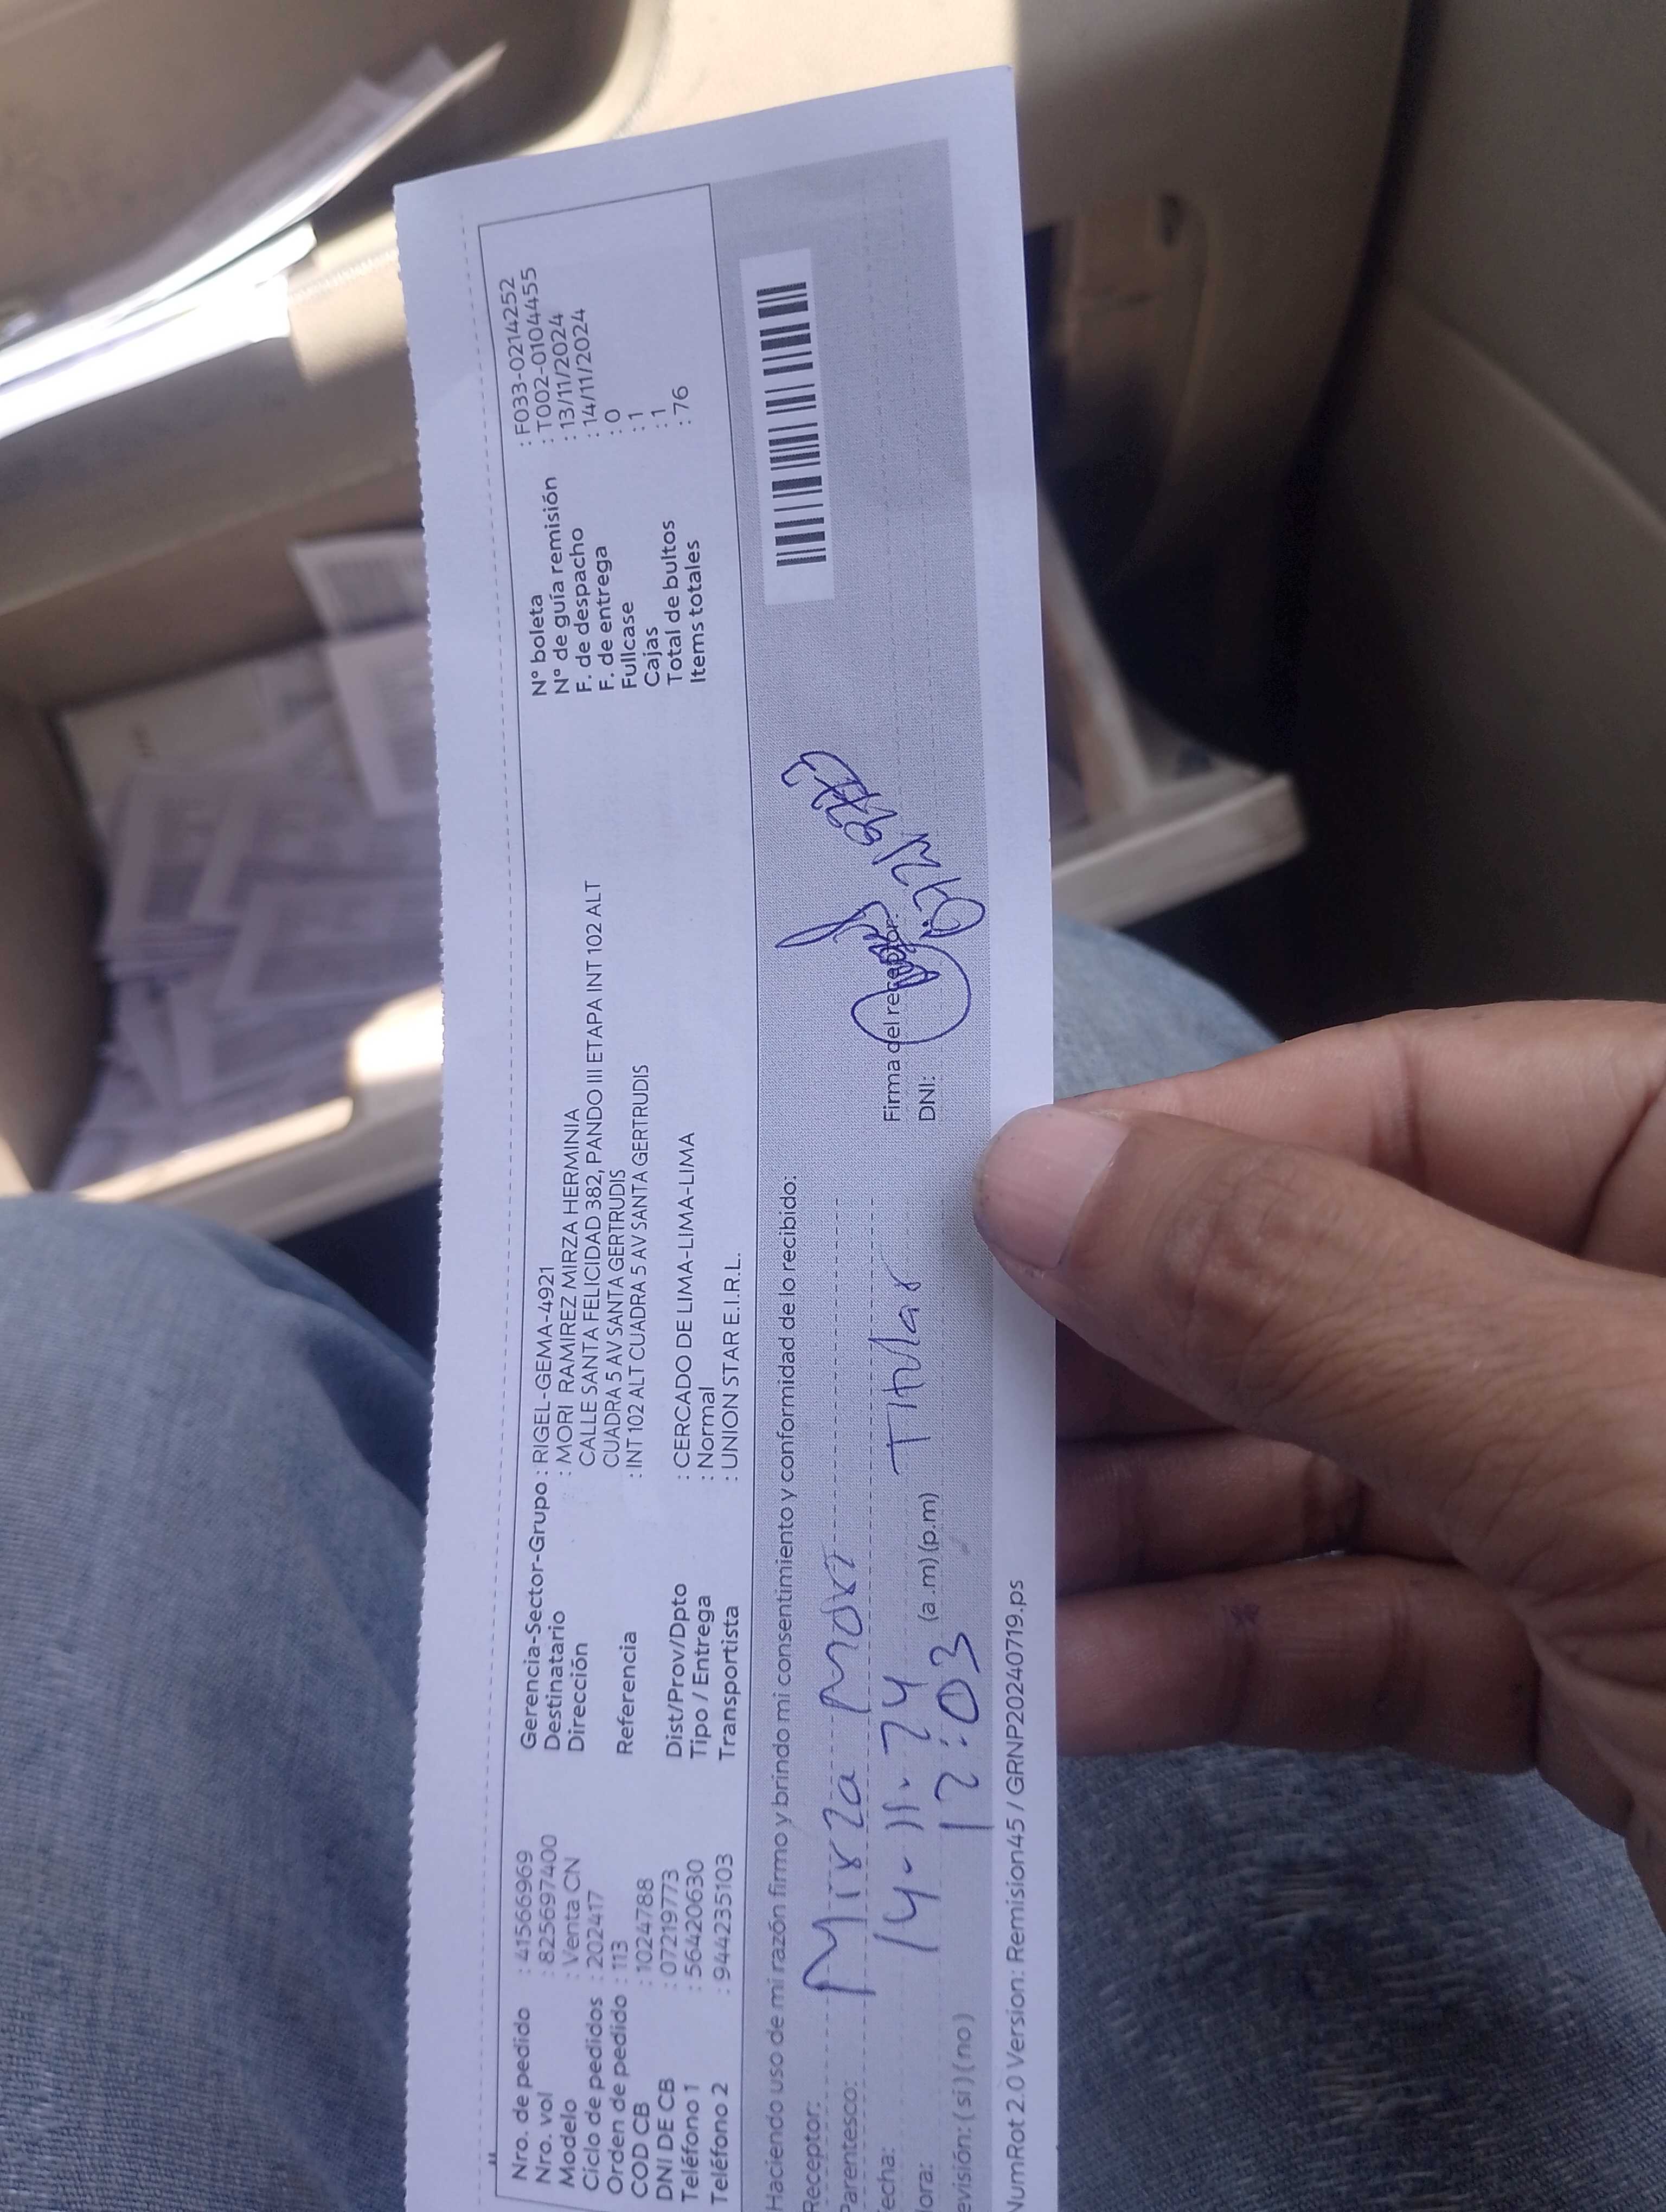 Nro. de pedido : 41566969
Nro. vol : 825697400
Modelo : Venta CN
Ciclo de pedidos : 202417
Orden de pedido : 113
COD CB : 1024788
DNI DE CB : 07219773
Teléfono 1 : 564420630
Teléfono 2 : 944235103
Gerencia-Sector-Grupo : RIGEL-GEMA-4921
Destinatario : MORI RAMIREZ MIRZA HERMINIA
Dirección CALLE SANTA FELICIDAD 382, PANDO III ETAPA INT 102 ALT
CUADRA 5 AV SANTA GERTRUDIS
Referencia : INT 102 ALT CUADRA 5 AV SANTA GERTRUDIS
Dist/Prov/Dpto : CERCADO DE LIMA-LIMA-LIMA
Tipo / Entrega : Normal
Transportista : UNION STAR E.I.R.L.
N° boleta : F033-0214252
N° de guía remisión : T002-0104455
F. de despacho : 13/11/2024
F. de entrega : 14/11/2024
Fullcase : 0
Cajas : 1
Total de bultos : 1
Items totales : 76
Haciendo uso de mi razón firmo y brindo mi consentimiento y conformidad de lo recibido:
Receptor: Mirza Mori
Parentesco: Titular
echa: 14-11-24
ora: 12:03 (a.m) (p.m)
evisión: ( si ) ( no )
Firma del receptor:
DNI: 07219773
NumRot 2.0 Version: Remision45 / GRNP20240719.ps